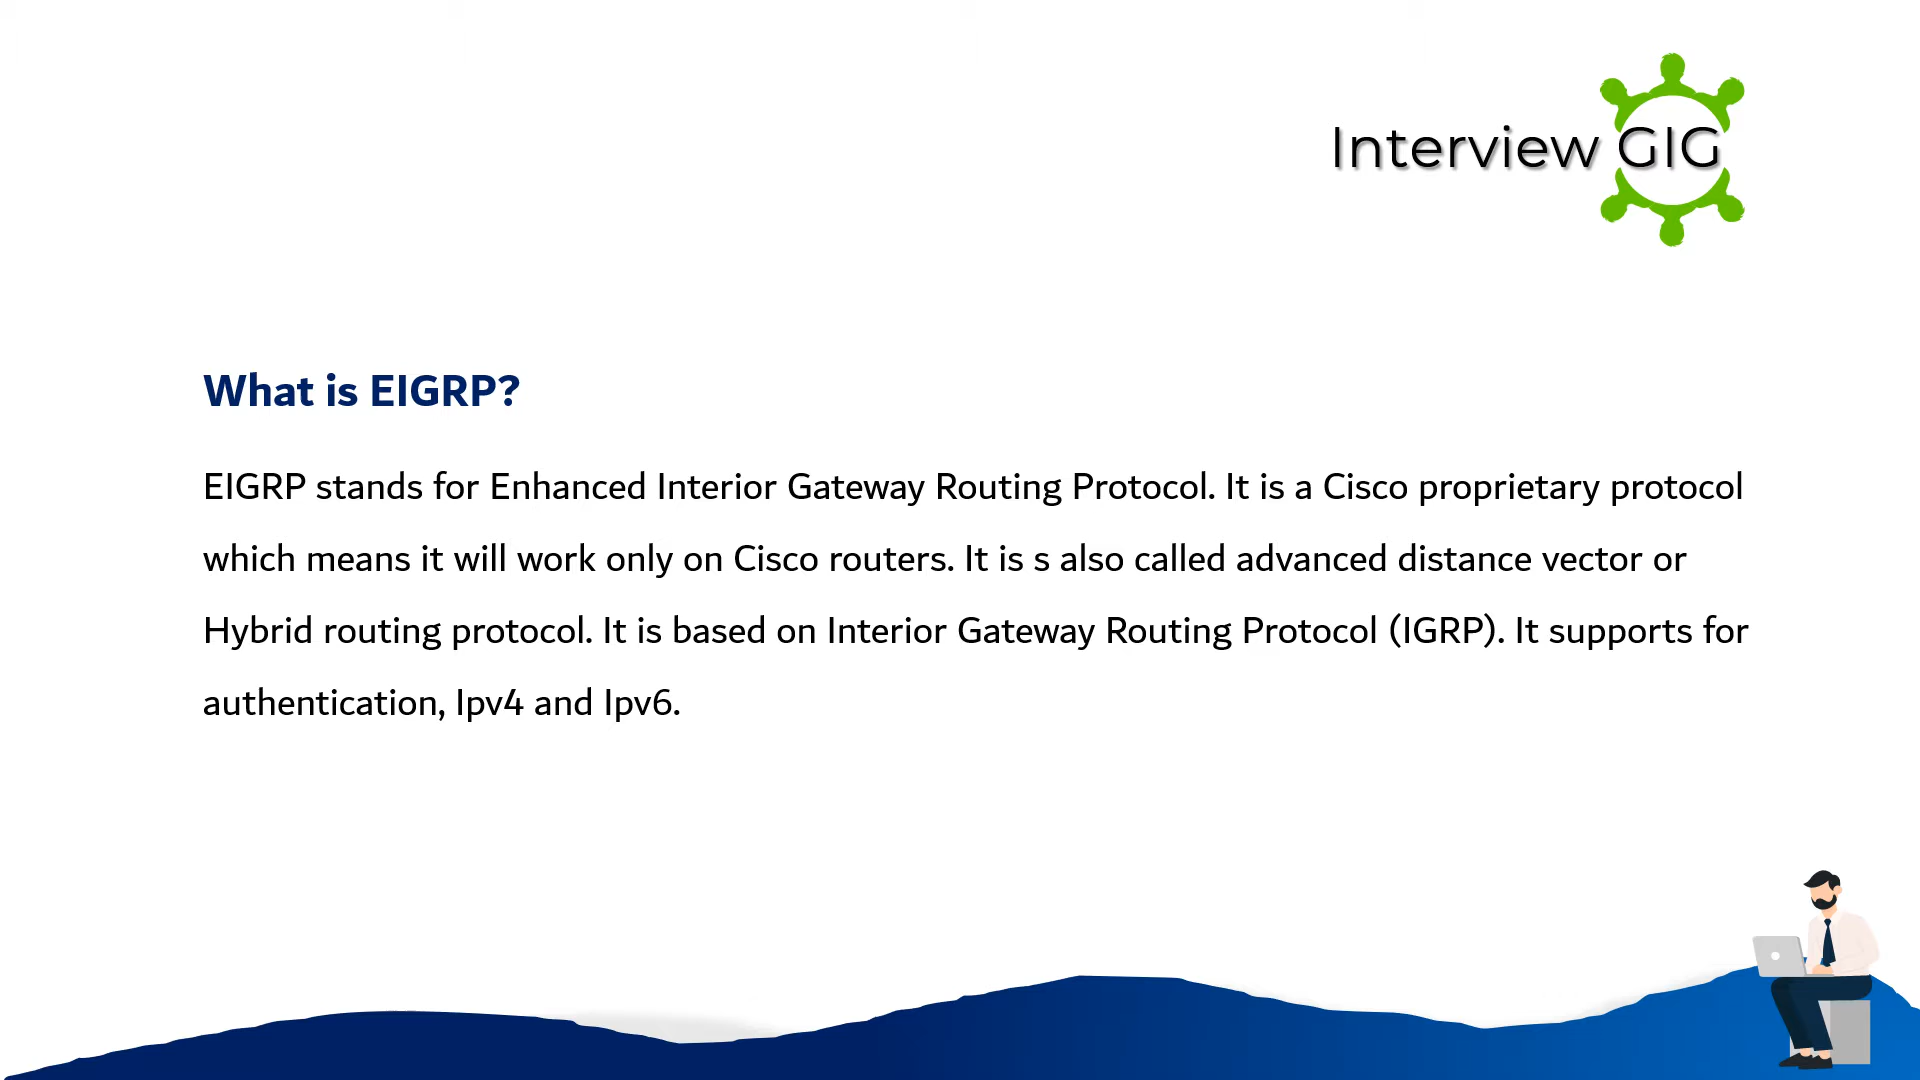 Interview GIG
What is EIGRP?
EIGRP stands for Enhanced Interior Gateway Routing Protocol. It is a Cisco proprietary protocol
which means it will work only on Cisco routers. It is s also called advanced distance vector or
Hybrid routing protocol. It is based on Interior Gateway Routing Protocol (IGRP). It supports for
authentication, Ipv4 and Ipv6.